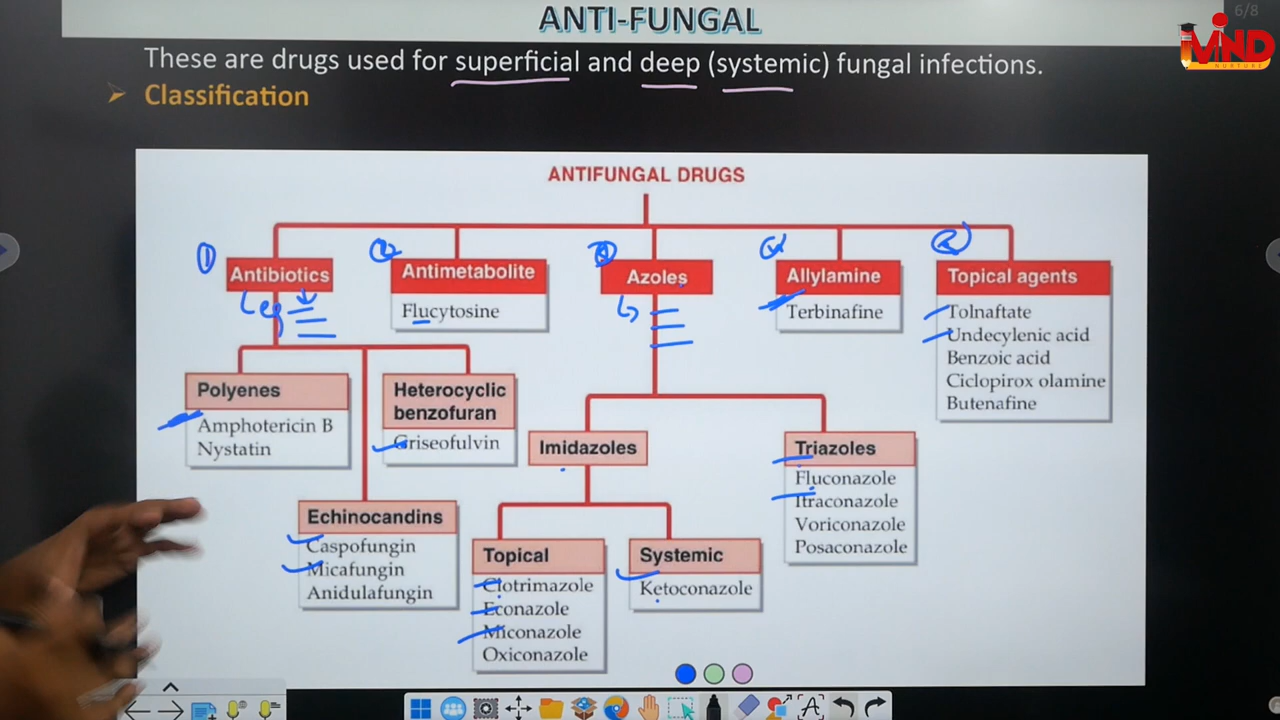 ANTI-FUNGAL
6/8
MIND
NURTURE
These are drugs used for superficial and deep (systemic) fungal infections.
➤ Classification
ANTIFUNGAL DRUGS
①
Antibiotics
Antimetabolite
Flucytosine
Azoles
Allylamine
Terbinafine
Topical agents
Tolnaftate
Undecylenic acid
Benzoic acid
Ciclopirox olamine
Butenafine
Polyenes
Amphotericin B
Nystatin
Heterocyclic
benzofuran
Griseofulvin
Echinocandins
Caspofungin
Micafungin
Anidulafungin
Imidazoles
Topical
Clotrimazole
Econazole
Miconazole
Oxiconazole
Systemic
Ketoconazole
Triazoles
Fluconazole
Itraconazole
Voriconazole
Posaconazole